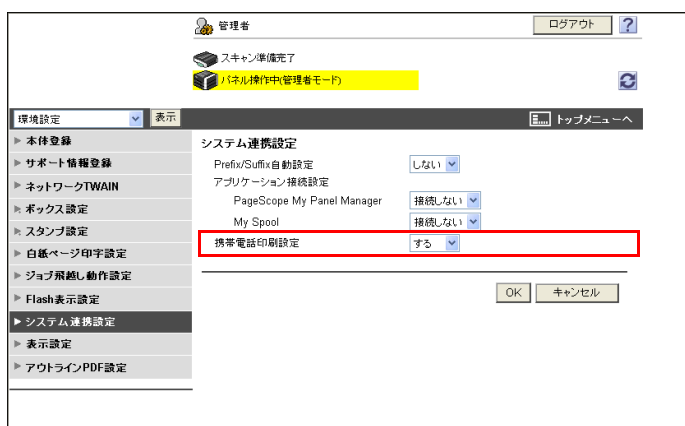 管理者
ログアウト
?
スキャン準備完了
パネル操作中(管理者モード)
環境設定
表示
トップメニューへ
本体登録
サポート情報登録
ネットワークTWAIN
ボックス設定
スタンプ設定
白紙ページ印字設定
ジョブ飛越し動作設定
Flash表示設定
システム連携設定
表示設定
アウトラインPDF設定
システム連携設定
Prefix/Suffix自動設定 しない
アプリケーション接続設定
PageScope My Panel Manager 接続しない
My Spool 接続しない
携帯電話印刷設定 する
OK キャンセル